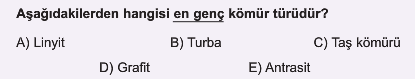 Aşağıdakilerden hangisi en genç kömür türüdür?
A) Linyit B) Turba C) Taş kömürü
D) Grafit E) Antrasit